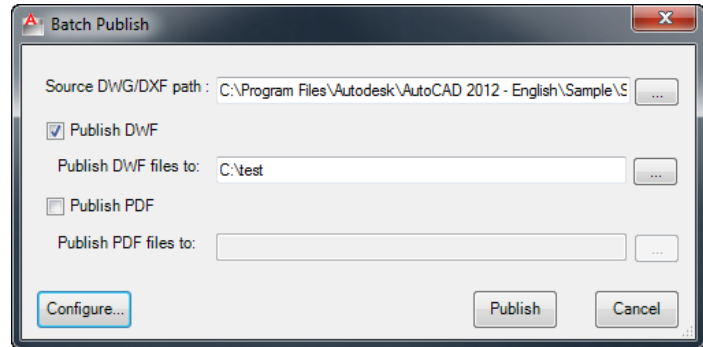 Batch Publish
Source DWG/DXF path : C:\Program Files\Autodesk\AutoCAD 2012 - English\Sample\S ...
Publish DWF
Publish DWF files to: C:\test ...
Publish PDF
Publish PDF files to: ...
Configure... Publish Cancel